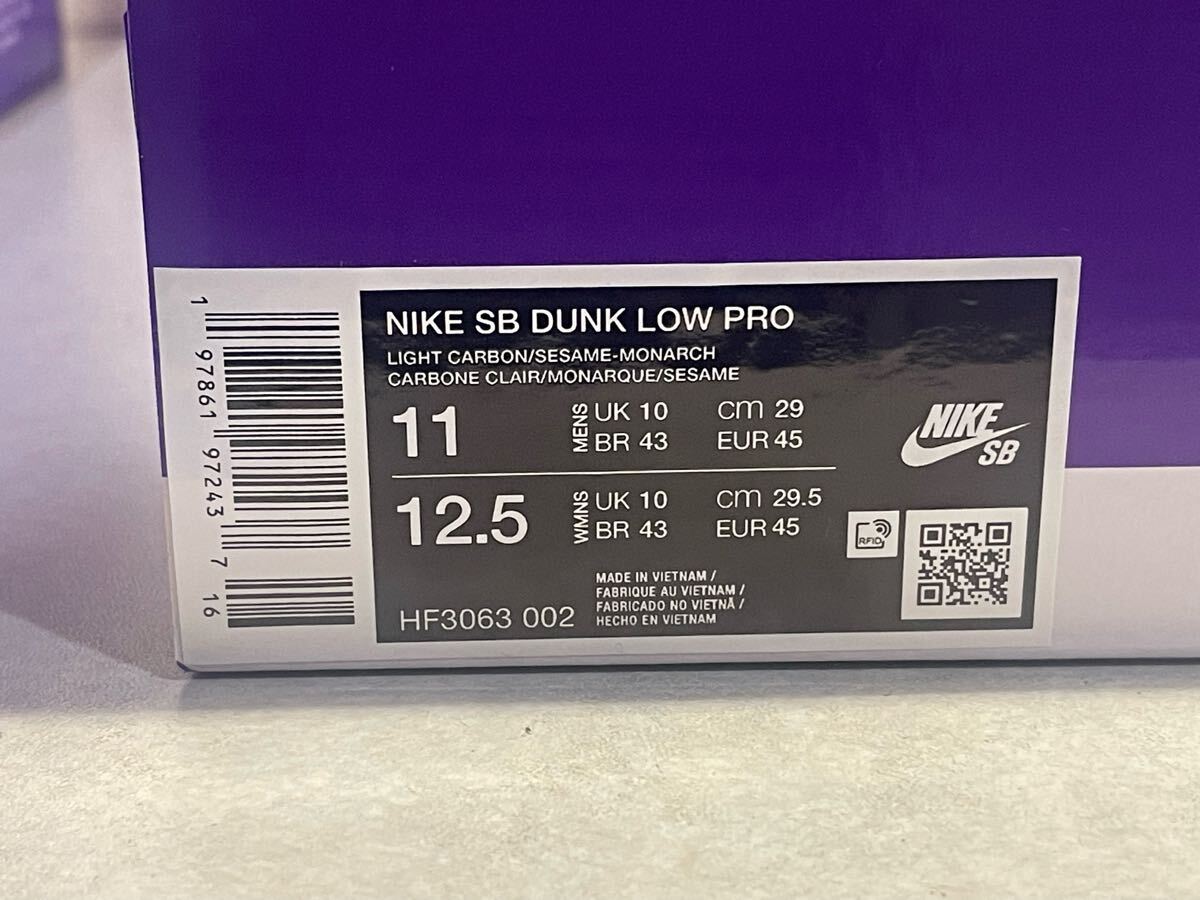 1 97861 97243 7 16
NIKE SB DUNK LOW PRO
LIGHT CARBON/SESAME-MONARCH
CARBONE CLAIR/MONARQUE/SESAME
11
MENS
UK 10 CM 29
BR 43 EUR 45
12.5
WMNS
UK 10 CM 29.5
BR 43 EUR 45
HF3063 002
MADE IN VIETNAM /
FABRIQUE AU VIETNAM /
FABRICADO NO VIETNÃ /
HECHO EN VIETNAM
NIKE
SB
RFID